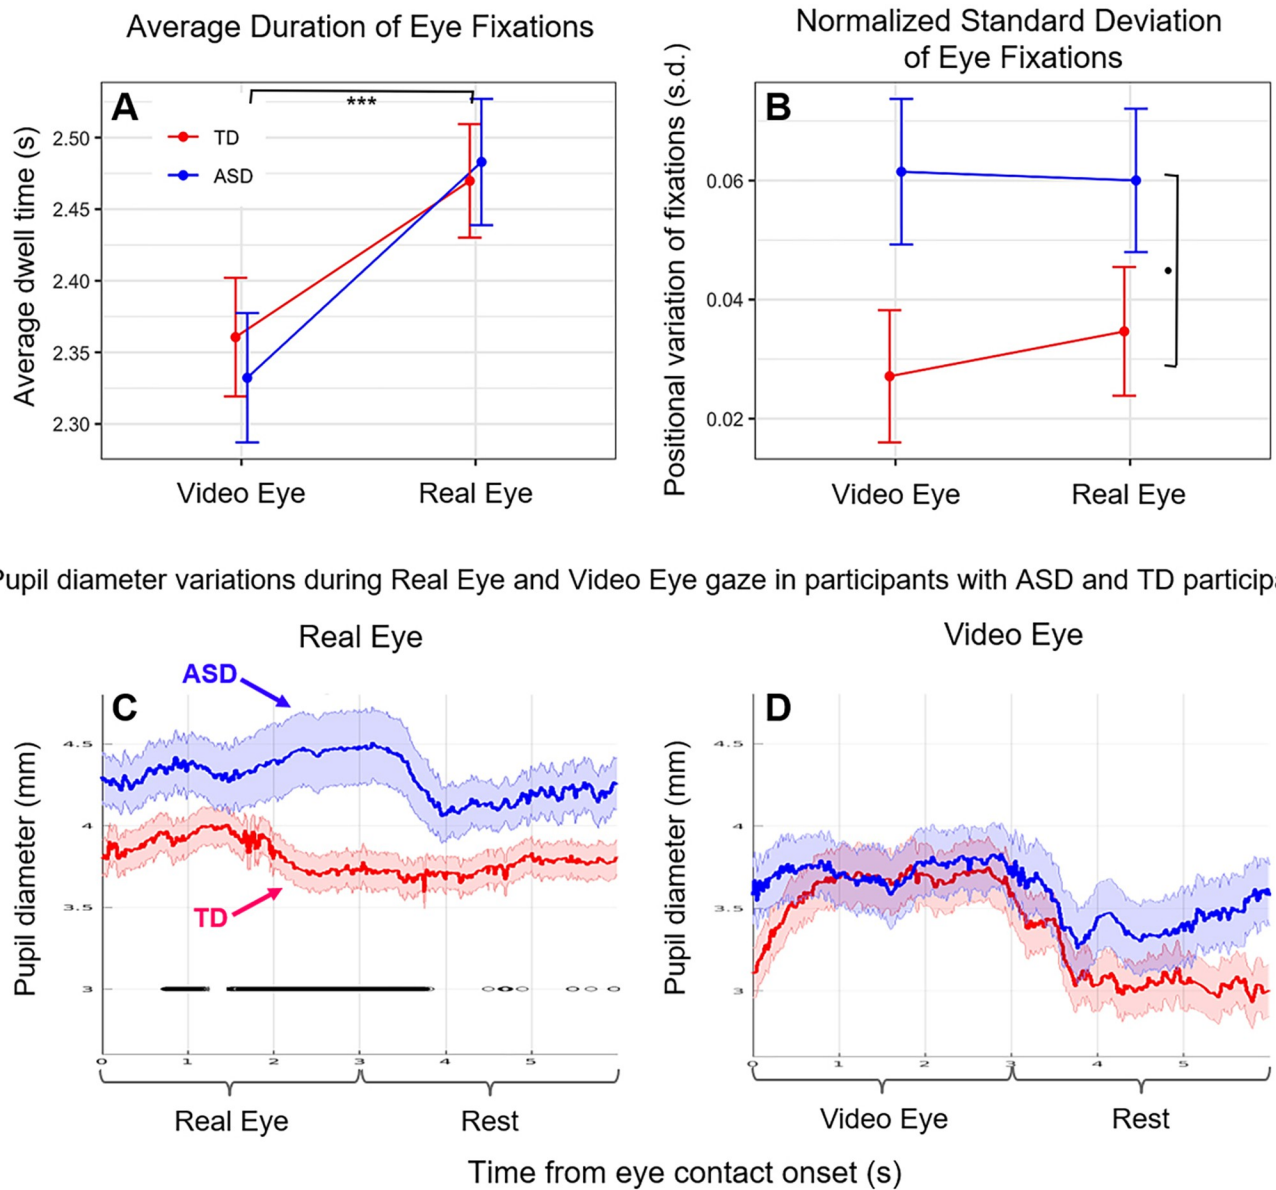 Average Duration of Eye Fixations
Normalized Standard Deviation
of Eye Fixations
A
***
TD
ASD
Average dwell time (s)
2.50
2.45
2.40
2.35
2.30
Video Eye
Real Eye
B
Positional variation of fixations (s.d.)
0.06
0.04
0.02
Video Eye
Real Eye
Pupil diameter variations during Real Eye and Video Eye gaze in participants with ASD and TD participa
Real Eye
ASD
C
TD
Pupil diameter (mm)
4.5
4
3.5
3
0 1 2 3 4 5
Real Eye
Rest
Video Eye
D
Pupil diameter (mm)
4.5
4
3.5
3
0 1 2 3 4 5
Video Eye
Rest
Time from eye contact onset (s)